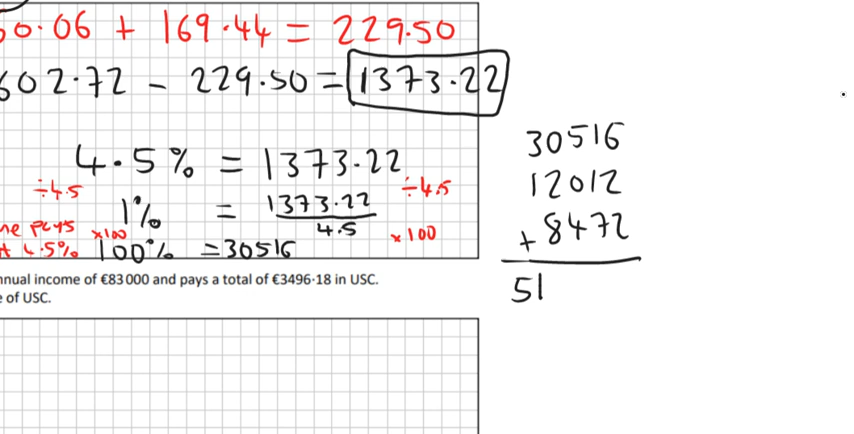 0.06 + 169.44 = 229.50
602.72 - 229.50 = 1373.22
4.5% = 1373.22
÷4.5 ÷4.5
1% = 1373.22
4.5
me pays ×100 ×100
4.5% 100% = 30516
nnual income of €83 000 and pays a total of €3496·18 in USC.
e of USC.
30516
12012
+ 8472
51